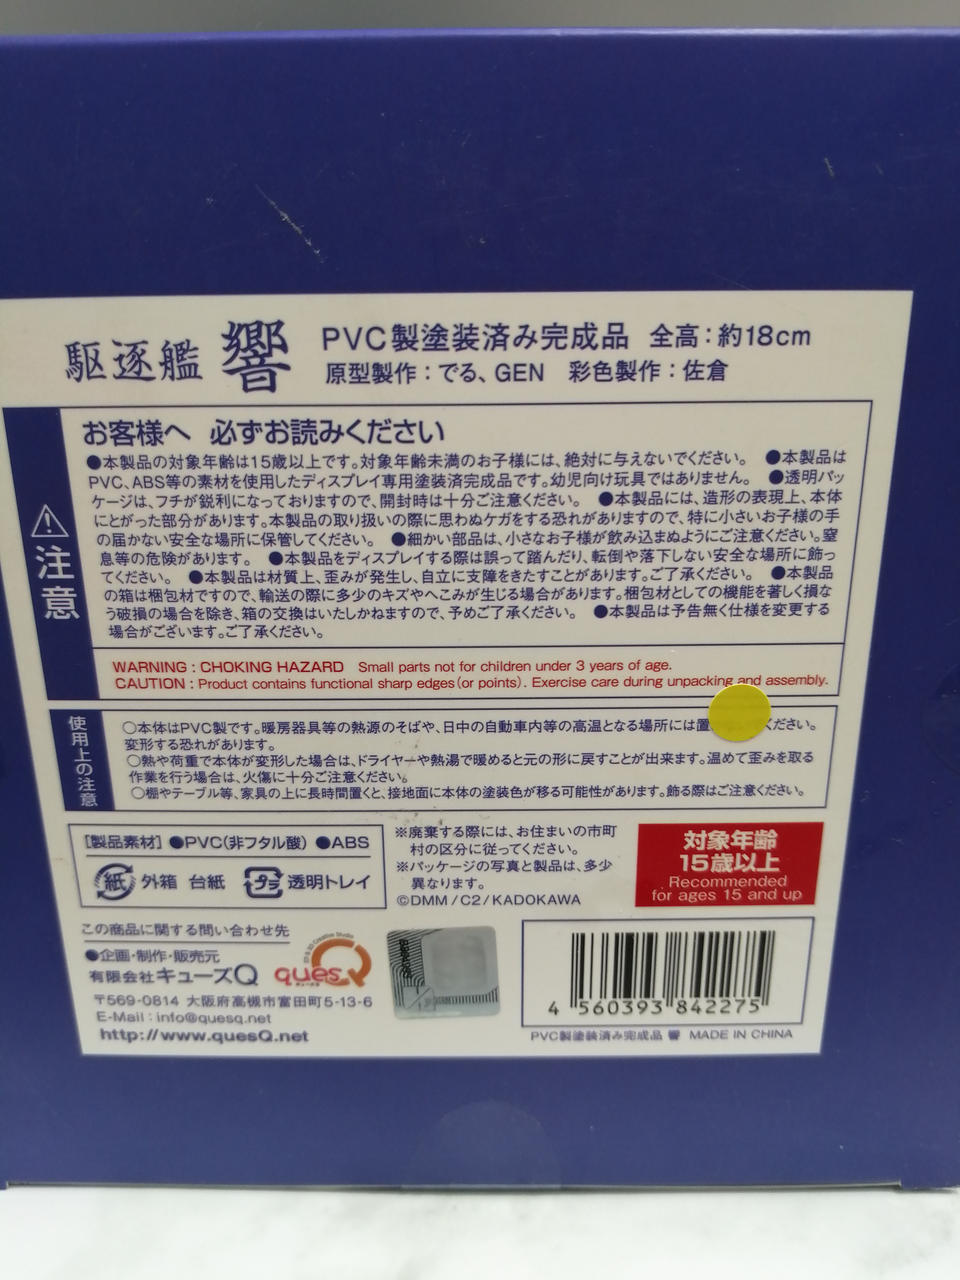 駆逐艦 響
PVC製塗装済み完成品 全高：約18cm
原型製作：でる、GEN 彩色製作：佐倉
注意
お客様へ 必ずお読みください
●本製品の対象年齢は15歳以上です。対象年齢未満のお子様には、絶対に与えないでください。 ●本製品は
PVC、ABS等の素材を使用したディスプレイ専用塗装済完成品です。幼児向け玩具ではありません。 ●透明パッ
ケージは、フチが鋭利になっておりますので、開封時は十分ご注意ください。 ●本製品には、造形の表現上、本体
にとがった部分があります。本製品の取り扱いの際に思わぬケガをする恐れがありますので、特に小さいお子様の手
の届かない安全な場所に保管してください。 ●細かい部品は、小さなお子様が飲み込まぬようにご注意ください。窒
息等の危険があります。 ●本製品をディスプレイする際は誤って踏んだり、転倒や落下しない安全な場所に飾っ
てください。 ●本製品は材質上、歪みが発生し、自立に支障をきたすことがあります。ご了承ください。 ●本製品
の箱は梱包材ですので、輸送の際に多少のキズやへこみが生じる場合があります。梱包材としての機能を著しく損な
う破損の場合を除き、箱の交換はいたしかねますので、予めご了承ください。 ●本製品は予告無く仕様を変更する
場合がございます。ご了承ください。
WARNING : CHOKING HAZARD Small parts not for children under 3 years of age.
CAUTION : Product contains functional sharp edges (or points). Exercise care during unpacking and assembly.
使用上の注意
○本体はPVC製です。暖房器具等の熱源のそばや、日中の自動車内等の高温となる場所には置 ください。
変形する恐れがあります。
○熱や荷重で本体が変形した場合は、ドライヤーや熱湯で暖めると元の形に戻すことが出来ます。温めて歪みを取る
作業を行う場合は、火傷に十分ご注意ください。
○棚やテーブル等、家具の上に長時間置くと、接地面に本体の塗装色が移る可能性があります。飾る際はご注意ください。
[製品素材] ●PVC(非フタル酸) ●ABS
紙 外箱 台紙 プラ 透明トレイ
※廃棄する際には、お住まいの市町
村の区分に従ってください。
※パッケージの写真と製品は、多少
異なります。
©DMM / C2 / KADOKAWA
対象年齢
15歳以上
Recommended
for ages 15 and up
この商品に関する問い合わせ先
●企画・制作・販売元
有限会社キューズQ
quesQ
キューズQ
〒569-0814 大阪府高槻市富田町5-13-6
E-Mail : info@quesq.net
http://www.quesQ.net
4 560393 842275
PVC製塗装済み完成品 響 MADE IN CHINA